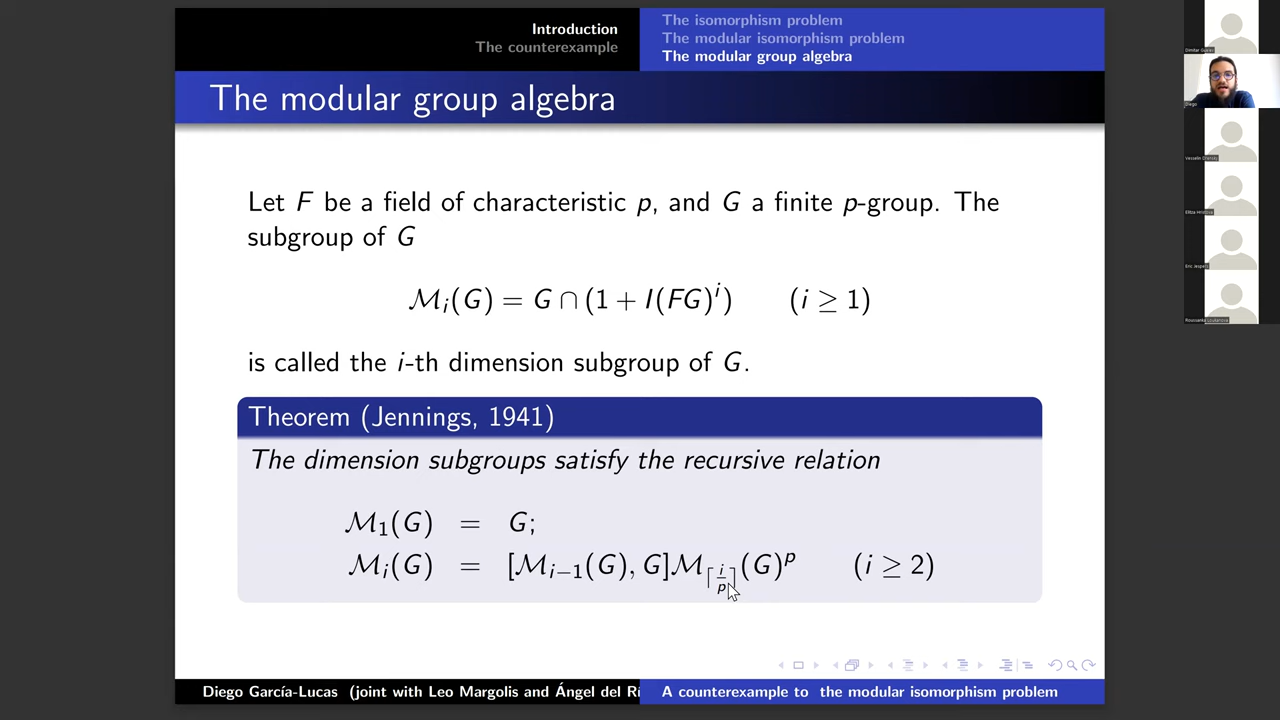 Introduction
The counterexample
The isomorphism problem
The modular isomorphism problem
The modular group algebra
The modular group algebra
Let F be a field of characteristic p, and G a finite p-group. The
subgroup of G
ℳᵢ(G) = G ∩ (1 + I(FG)ⁱ) (i ≥ 1)
is called the i-th dimension subgroup of G.
Theorem (Jennings, 1941)
The dimension subgroups satisfy the recursive relation
ℳ₁(G) = G;
ℳᵢ(G) = [ℳᵢ₋₁(G), G]ℳ_⌈i/p⌉(G)ᵖ (i ≥ 2)
Diego García-Lucas (joint with Leo Margolis and Ángel del Rí
A counterexample to the modular isomorphism problem
Diego